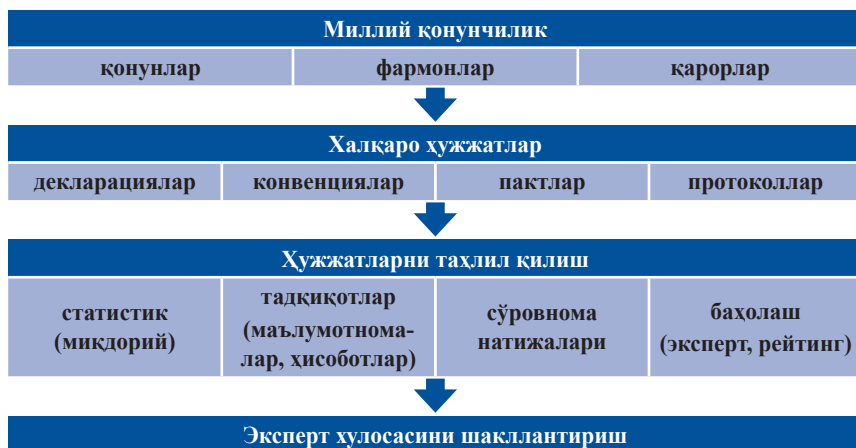 Миллий қонунчилик
қонунлар фармонлар қарорлар
Халқаро ҳужжатлар
декларациялар конвенциялар пактлар протоколлар
Ҳужжатларни таҳлил қилиш
статистик
(миқдорий)
тадқиқотлар
(маълумотнома-
лар, ҳисоботлар)
сўровнома
натижалари
баҳолаш
(эксперт, рейтинг)
Эксперт хулосасини шакллантириш